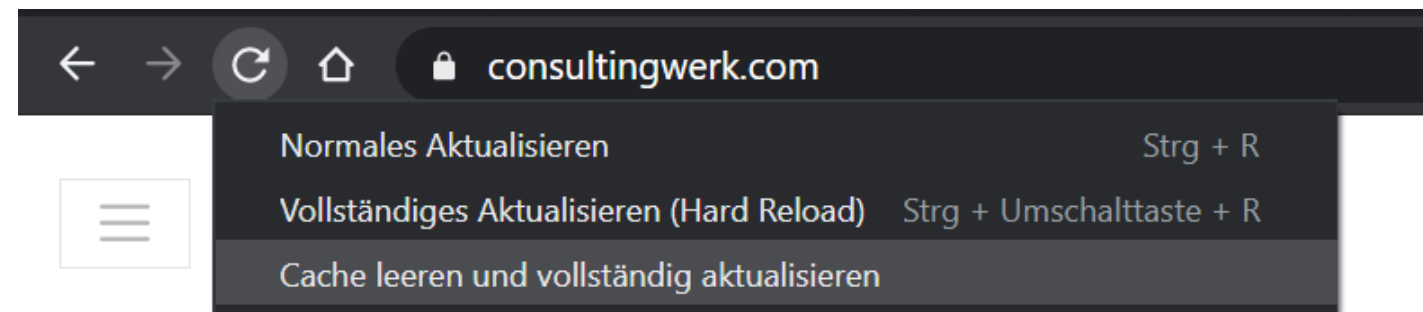 consultingwerk.com
Normales Aktualisieren Strg + R
Vollständiges Aktualisieren (Hard Reload) Strg + Umschalttaste + R
Cache leeren und vollständig aktualisieren